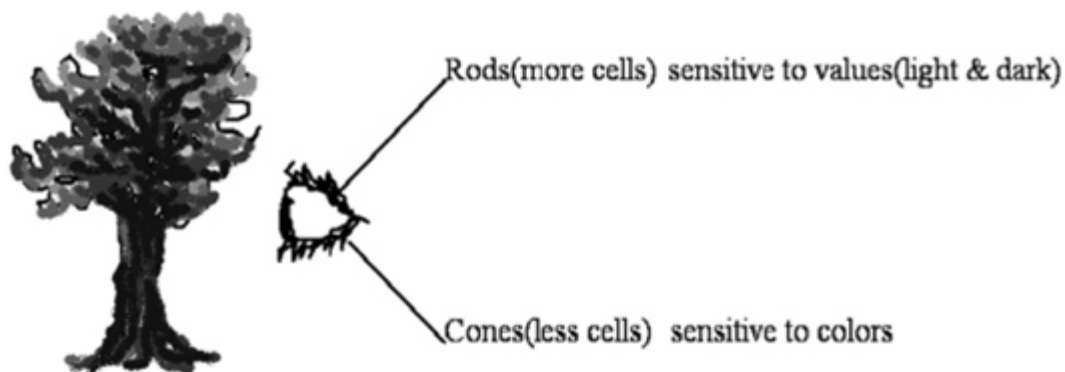 Rods(more cells) sensitive to values(light & dark)
Cones(less cells) sensitive to colors